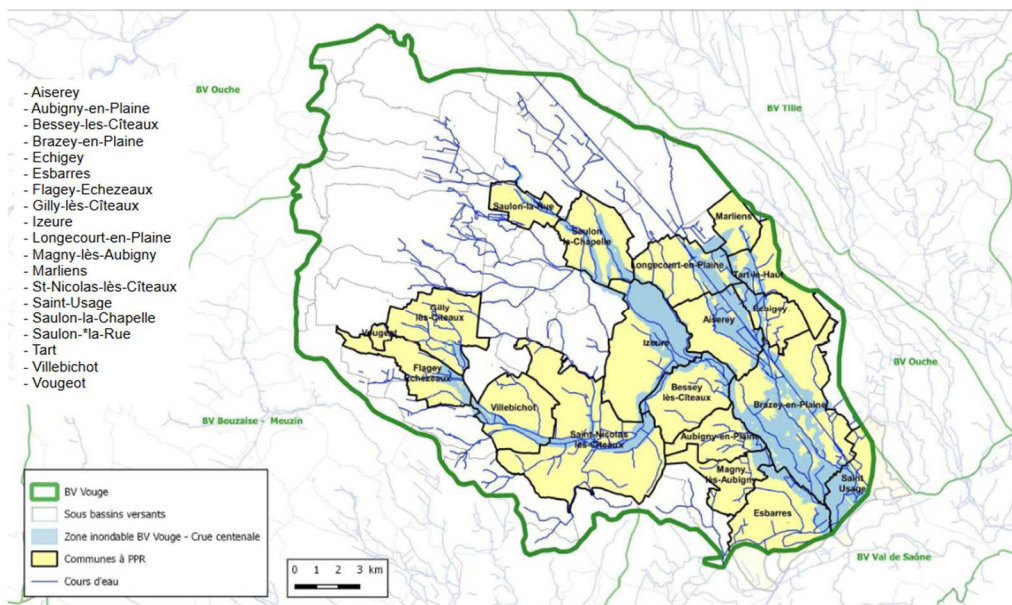 - Aiserey
- Aubigny-en-Plaine
- Bessey-les-Cîteaux
- Brazey-en-Plaine
- Echigey
- Esbarres
- Flagey-Echezeaux
- Gilly-lès-Cîteaux
- Izeure
- Longecourt-en-Plaine
- Magny-lès-Aubigny
- Marliens
- St-Nicolas-lès-Cîteaux
- Saint-Usage
- Saulon-la-Chapelle
- Saulon-*la-Rue
- Tart
- Villebichot
- Vougeot
BV Ouche
BV Tille
Saulon-la-Rue
Marliens
Saulon
la-Chapelle
Longecourt-en-Plaine
Tart-le-Haut
Gilly
lès-Cîteaux
Aiserey
Echigey
Vougeot
Izeure
Flagey
Echézeaux
BV Ouche
Bessey
lès-Cîteaux
Villebichot
Brazey-en-Plaine
BV Bouzaise - Meuzin
Saint-Nicolas
lès-Cîteaux
Aubigny-en-Plaine
Magny
lès-Aubigny
Saint
Usage
Esbarres
BV Val de Saône
BV Vouge
Sous bassins versants
Zone inondable BV Vouge - Crue centenale
Communes à PPR
Cours d'eau
0 1 2 3 km